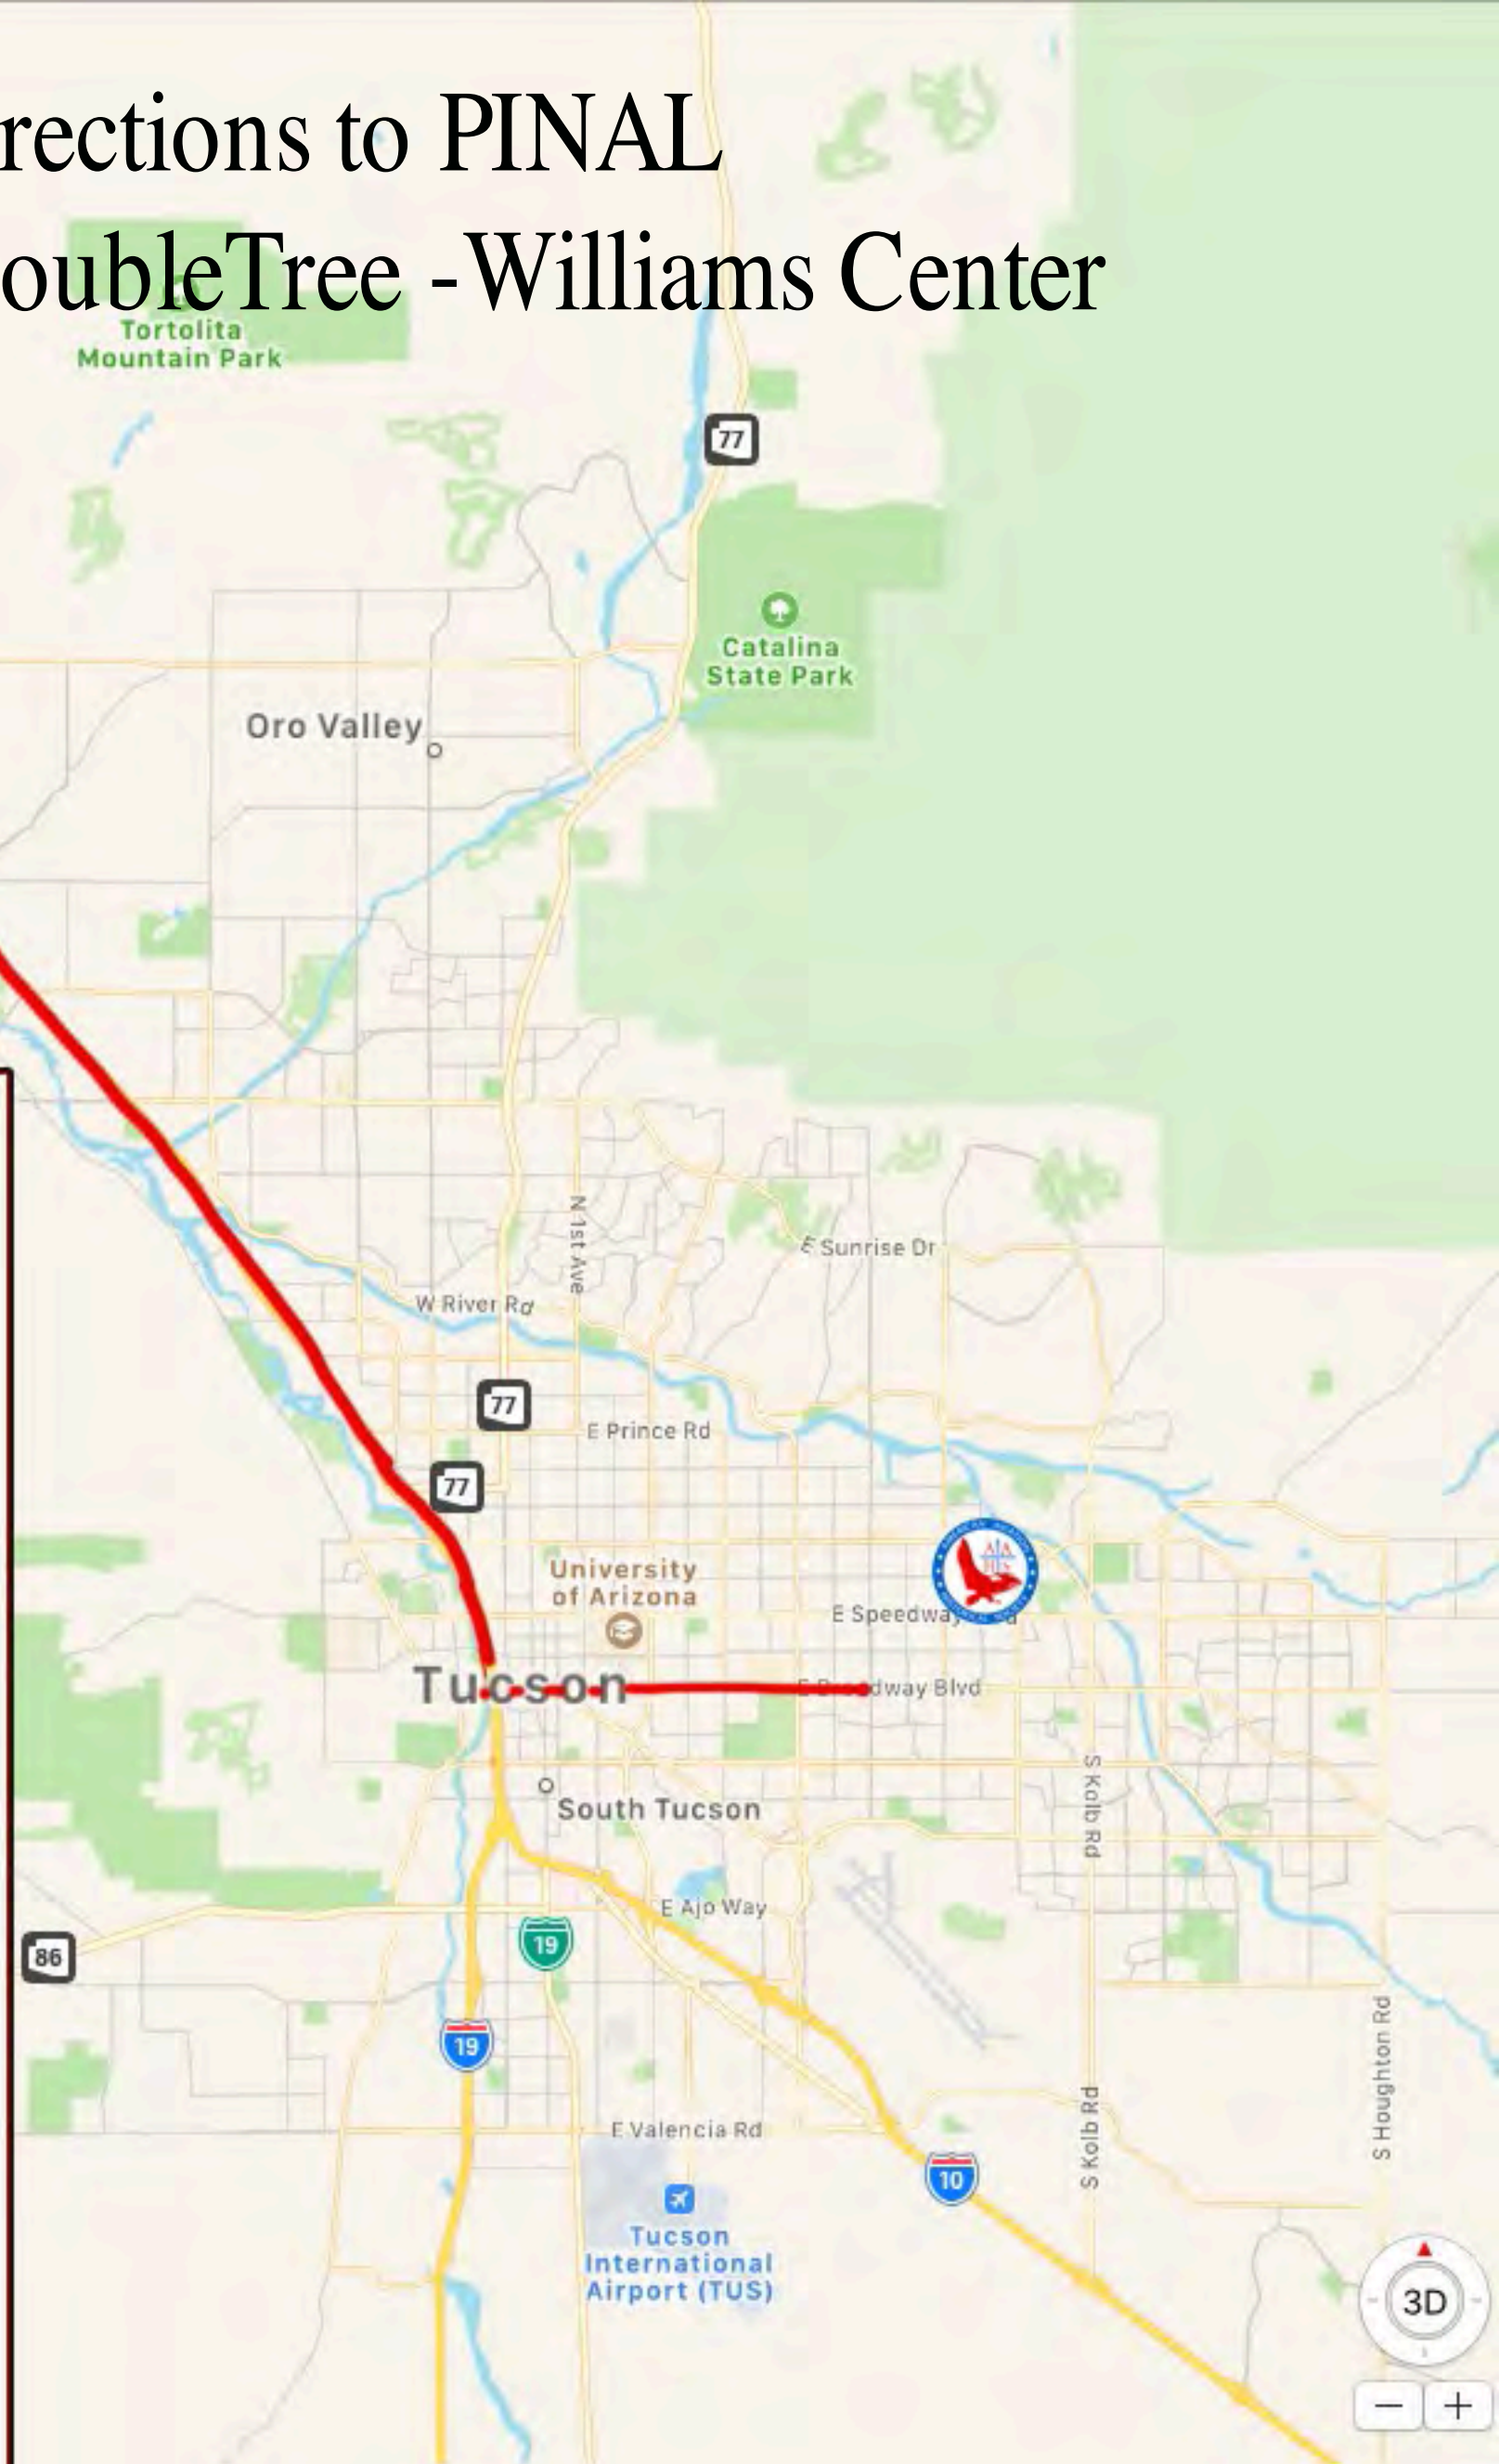 rections to PINAL
oubleTree -Williams Center
Tortolita
Mountain Park
77
Catalina
State Park
Oro Valley
N 1st Ave
E Sunrise Dr
W River Rd
77
E Prince Rd
77
University
of Arizona
E Speedway
Tucson
E Broadway Blvd
S Kolb Rd
South Tucson
E Ajo Way
86
19
19
S Houghton Rd
S Kolb Rd
E Valencia Rd
10
Tucson
International
Airport (TUS)
3D
− +